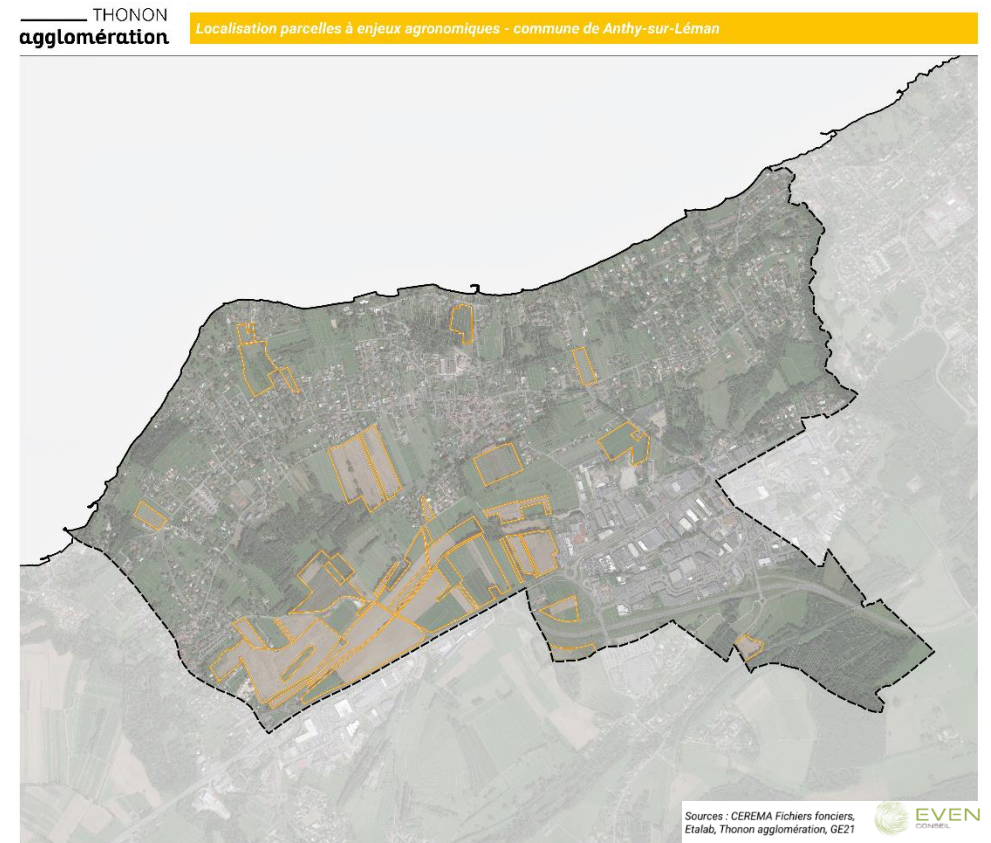 THONON
agglomération
Localisation parcelles à enjeux agronomiques - commune de Anthy-sur-Léman
Sources : CEREMA Fichiers fonciers,
Etalab, Thonon agglomération, GE21
EVEN
CONSEIL